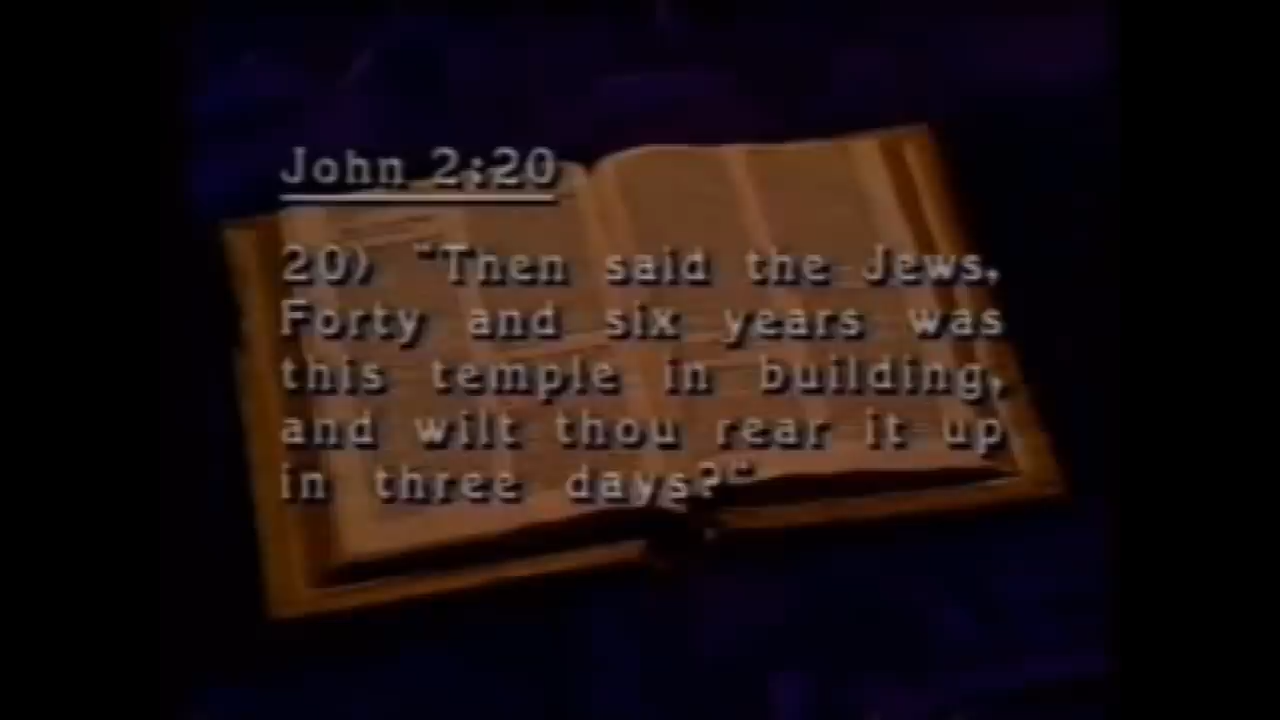 John 2:20
20) "Then said the Jews,
Forty and six years was
this temple in building,
and wilt thou rear it up
in three days?"